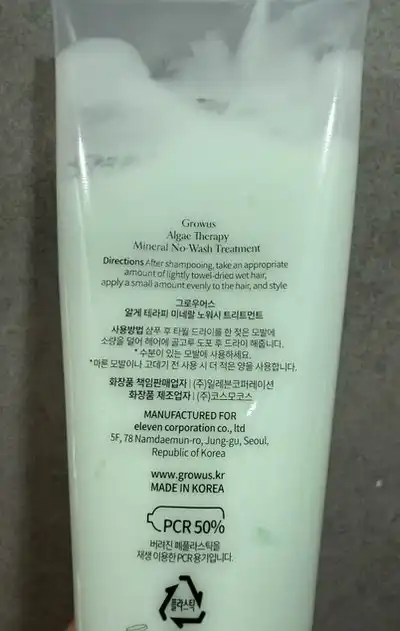 Growus
Algae Therapy
Mineral No-Wash Treatment
Directions After shampooing, take an appropriate
amount of lightly towel-dried wet hair,
apply a small amount evenly to the hair, and style
그로우어스
알게 테라피 미네랄 노워시 트리트먼트
사용방법 샴푸 후 타월 드라이를 한 젖은 모발에
소량을 덜어 헤어에 골고루 도포 후 드라이 해줍니다.
* 수분이 있는 모발에 사용하세요.
*마른 모발이나 고데기 전 사용 시 더 적은 양을 사용합니다.
화장품 책임판매업자 | (주)일레븐코퍼레이션
화장품 제조업자 | (주)코스모코스
MANUFACTURED FOR
eleven corporation co., ltd
5F, 78 Namdaemun-ro, Jung-gu, Seoul,
Republic of Korea
www.growus.kr
MADE IN KOREA
PCR 50%
버려진 폐플라스틱을
재생 이용한 PCR 용기입니다.
플라스틱